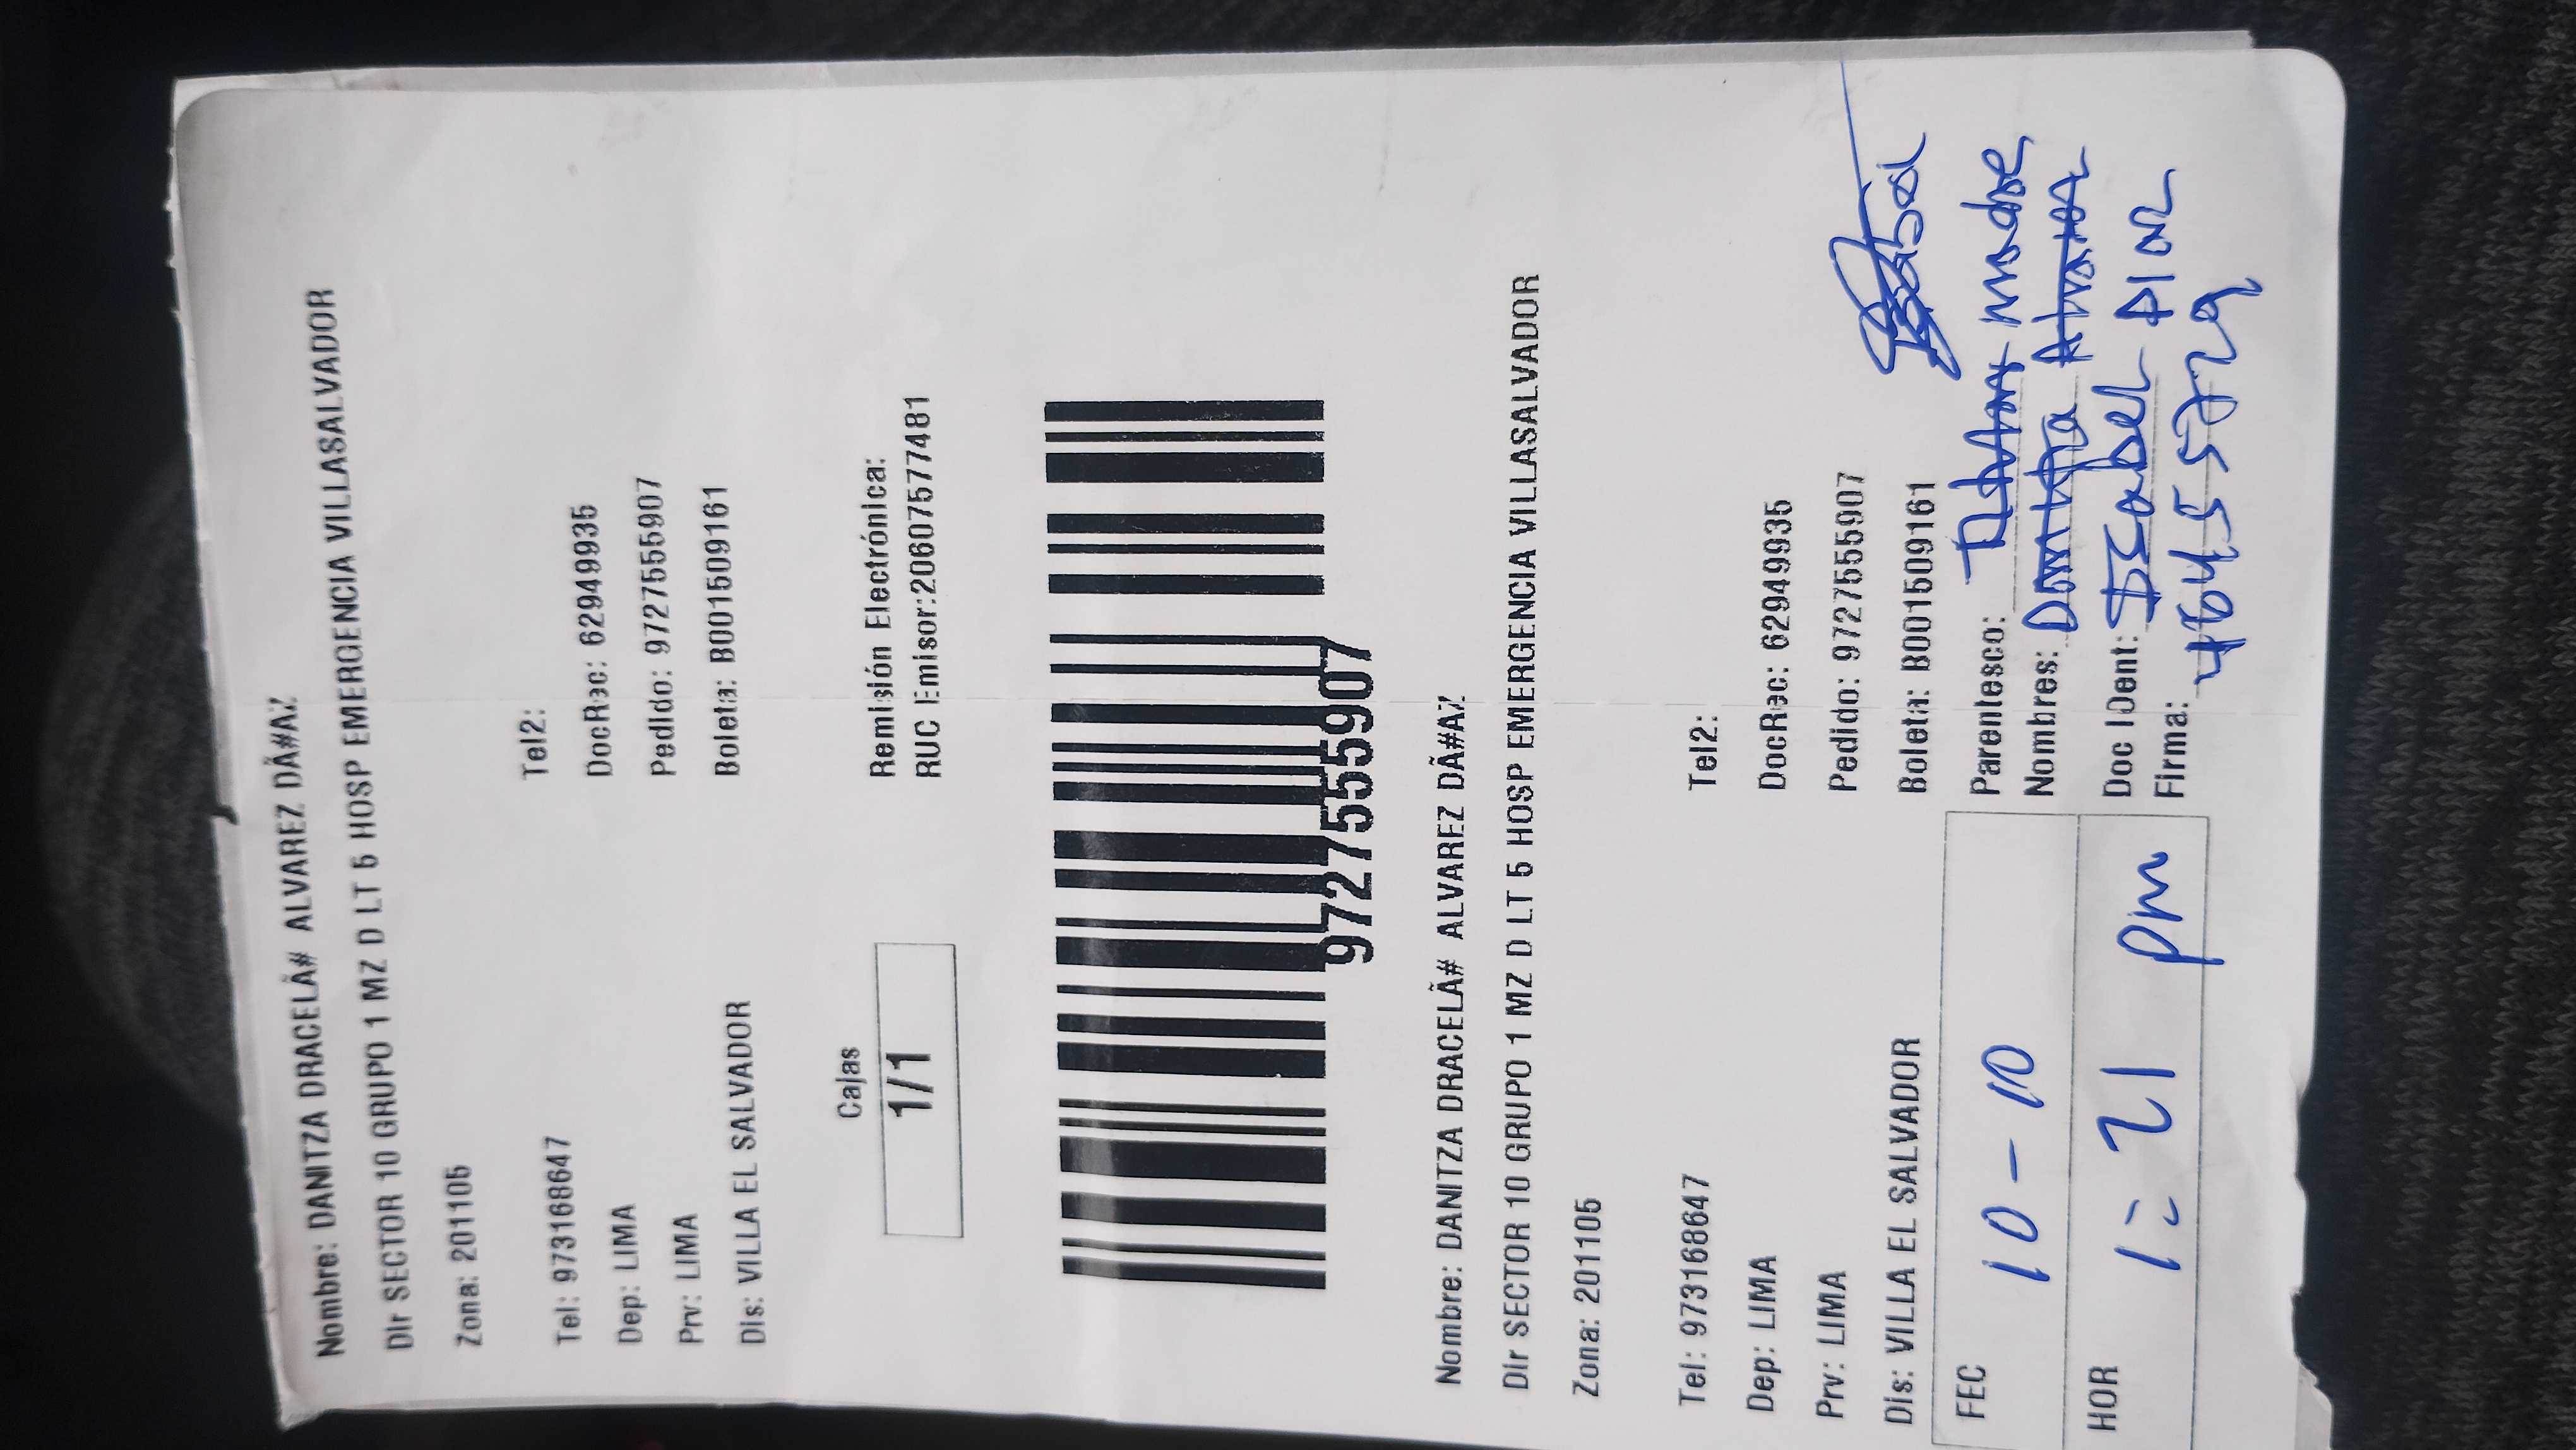 Nombre: DANITZA DRACELÃ# ALVAREZ DÃ#AZ
DIr SECTOR 10 GRUPO 1 MZ D LT 5 HOSP EMERGENCIA VILLASALVADOR
Zona: 201105
Tel: 973168647 Tel2:
Dep: LIMA DocRec: 62949935
Prv: LIMA Pedido: 9727555907
Dis: VILLA EL SALVADOR Boleta: B001509161
Cajas
1/1
Remisión Electrónica:
RUC Emisor:20607577481
9727555907
Nombre: DANITZA DRACELÃ# ALVAREZ DÃ#AZ
DIr SECTOR 10 GRUPO 1 MZ D LT 5 HOSP EMERGENCIA VILLASALVADOR
Zona: 201105
Tel: 973168647 Tel2:
Dep: LIMA DocRec: 62949935
Prv: LIMA Pedido: 9727555907
Dis: VILLA EL SALVADOR Boleta: B001509161
FEC 10-10
HOR 1:21 pm
Parentesco: madre
Nombres: Danitza Alvarez
Doc IDent: Isabel
Firma: